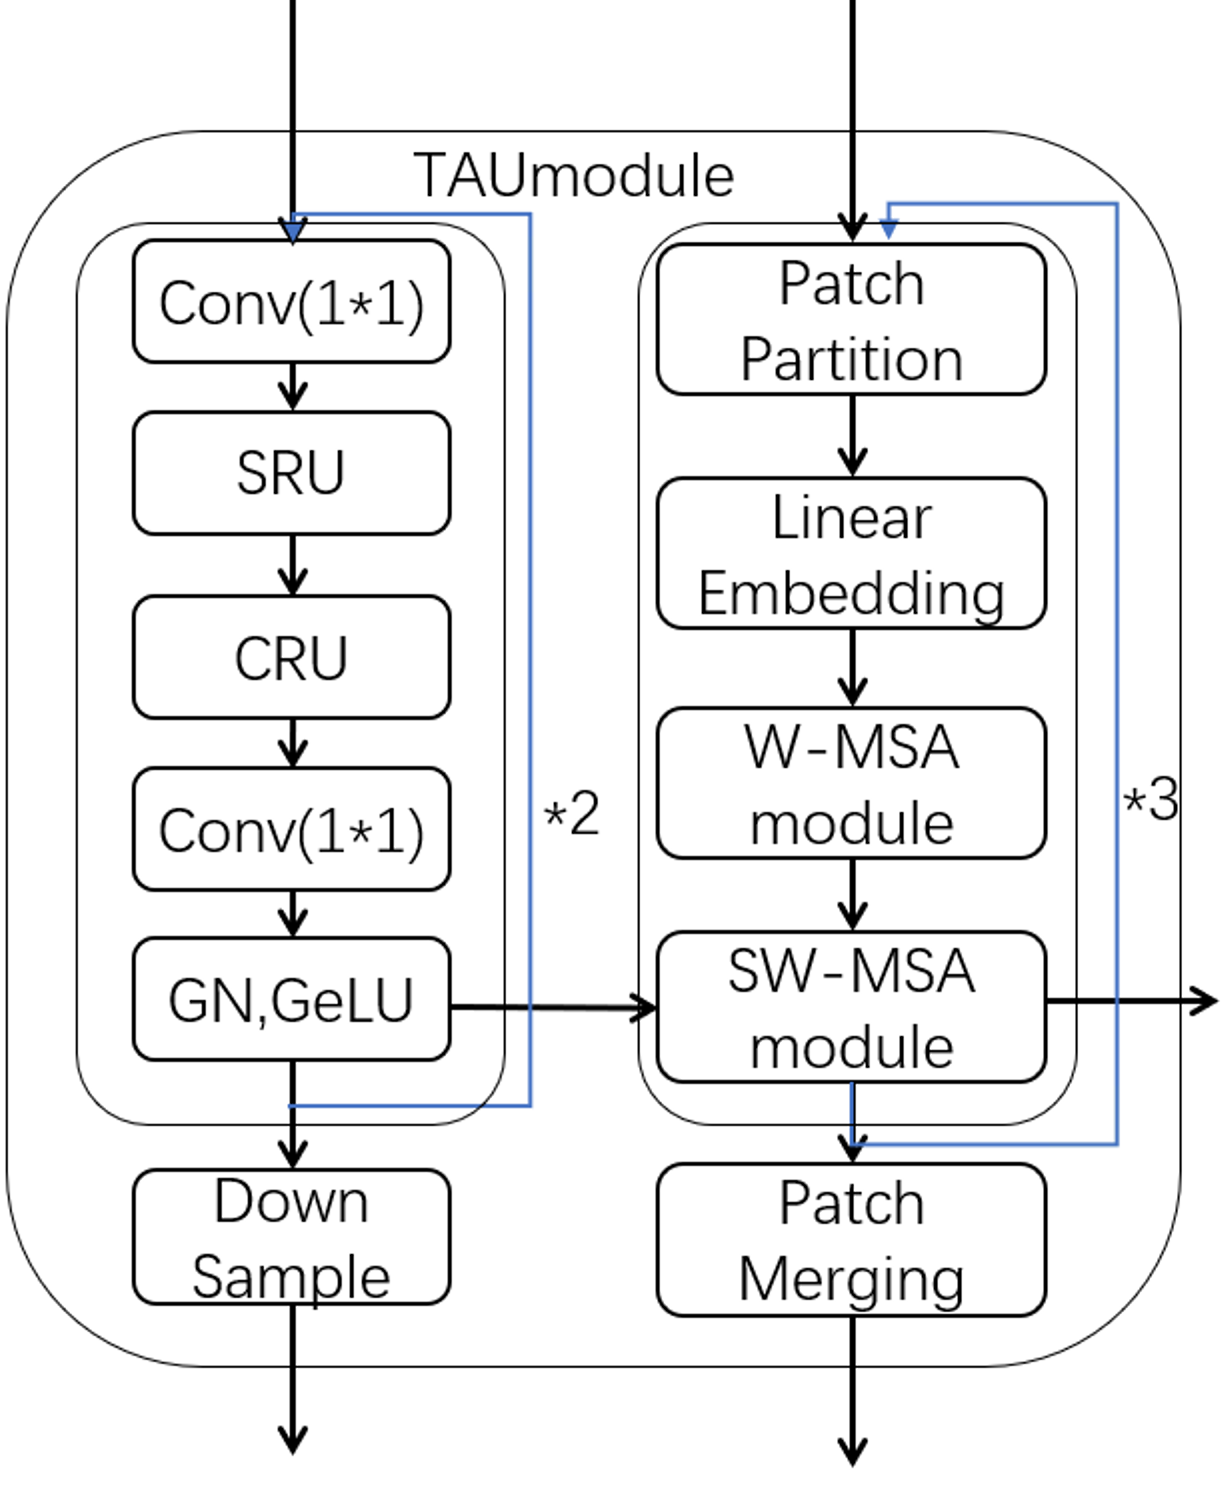 TAUmodule
Conv(1*1)
SRU
CRU
Conv(1*1)
GN,GeLU
Down
Sample
*2
Patch
Partition
Linear
Embedding
W-MSA
module
SW-MSA
module
Patch
Merging
*3